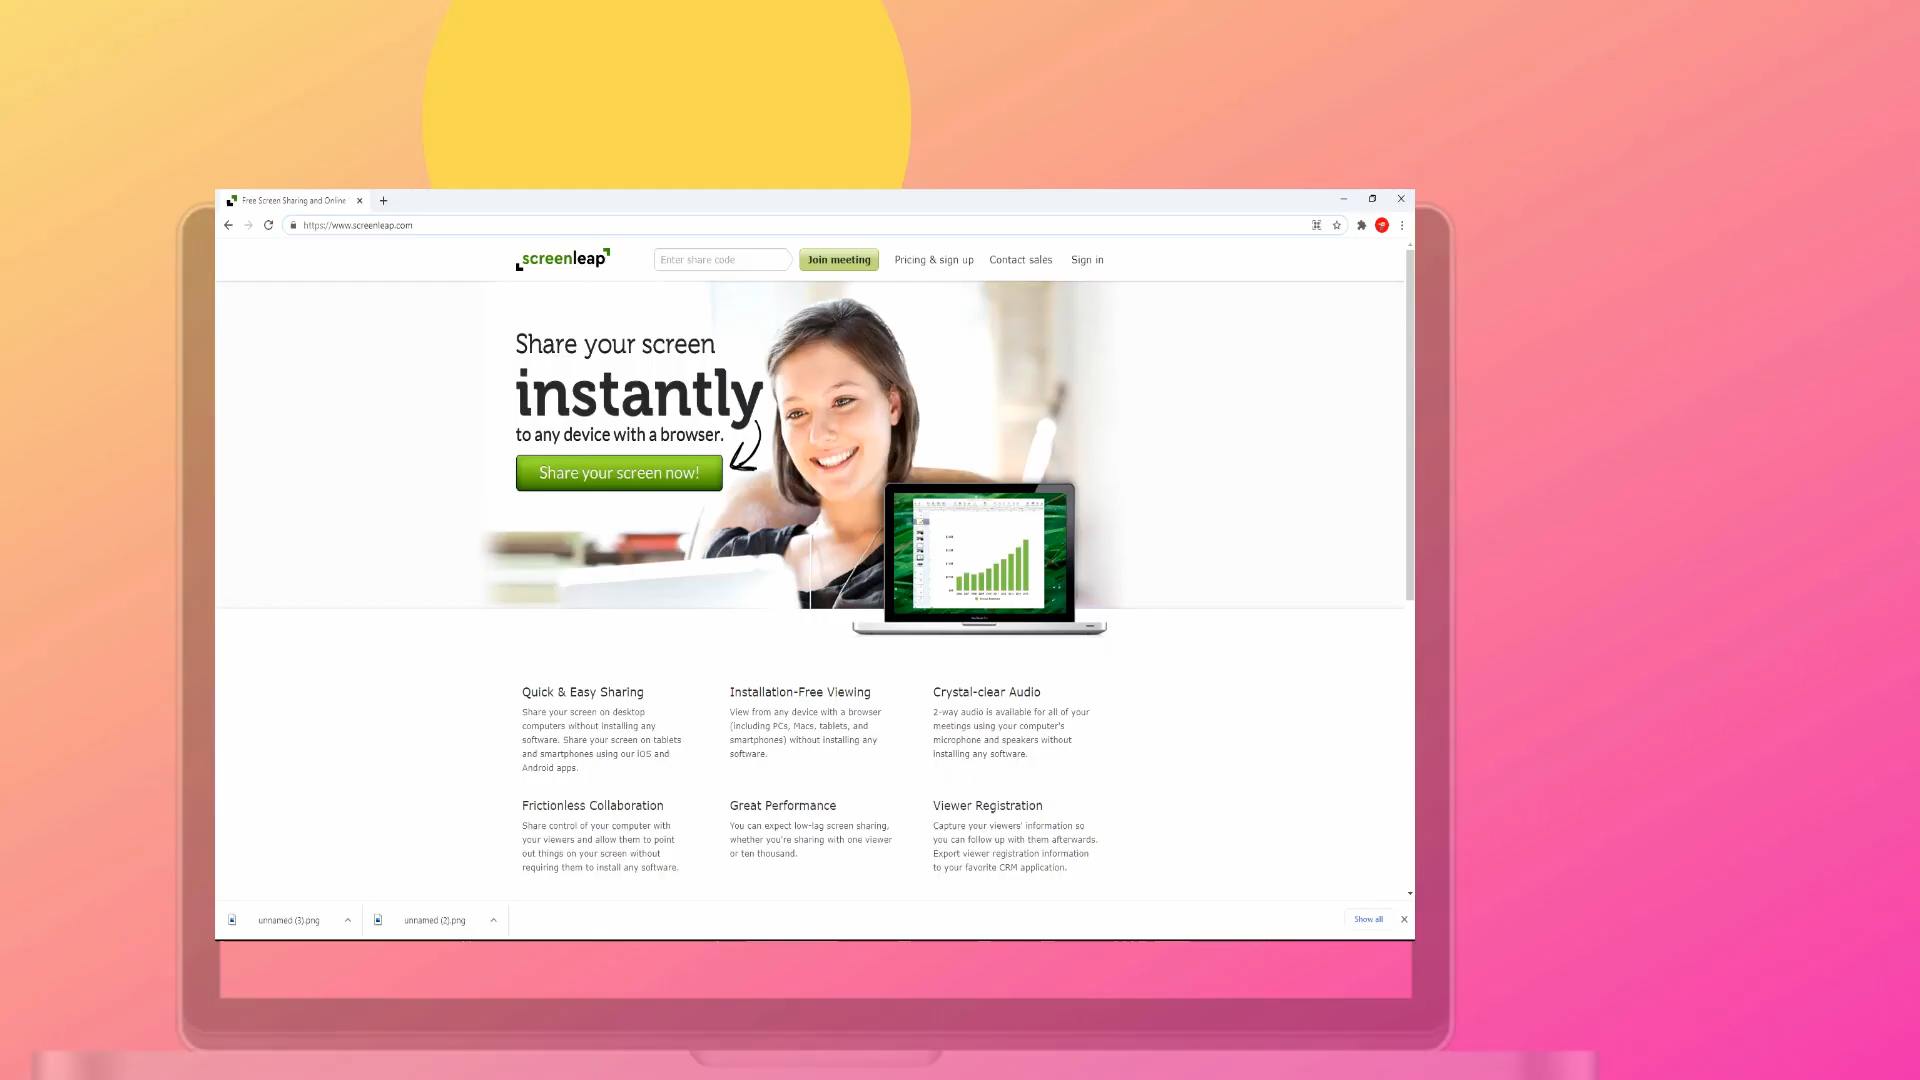 Free Screen Sharing and Online
https://www.screenleap.com
screenleap
Enter share code
Join meeting
Pricing & sign up
Contact sales
Sign in
Share your screen
instantly
to any device with a browser.
Share your screen now!
Quick & Easy Sharing
Share your screen on desktop
computers without installing any
software. Share your screen on tablets
and smartphones using our iOS and
Android apps.
Installation-Free Viewing
View from any device with a browser
(including PCs, Macs, tablets, and
smartphones) without installing any
software.
Crystal-clear Audio
2-way audio is available for all of your
meetings using your computer's
microphone and speakers without
installing any software.
Frictionless Collaboration
Share control of your computer with
your viewers and allow them to point
out things on your screen without
requiring them to install any software.
Great Performance
You can expect low-lag screen sharing,
whether you're sharing with one viewer
or ten thousand.
Viewer Registration
Capture your viewers' information so
you can follow up with them afterwards.
Export viewer registration information
to your favorite CRM application.
unnamed (3).png
unnamed (2).png
Show all